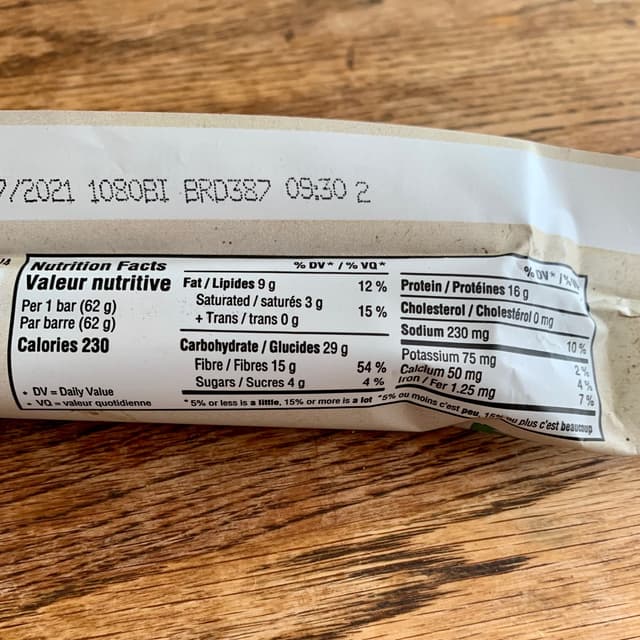 7/2021 1080BI BRD387 09:30 2
Nutrition Facts
Valeur nutritive
Per 1 bar (62 g)
Par barre (62 g)
Calories 230
• DV = Daily Value
• VQ = valeur quotidienne
% DV* / % VQ*
Fat / Lipides 9 g 12 %
Saturated / saturés 3 g
+ Trans / trans 0 g 15 %
Carbohydrate / Glucides 29 g
Fibre / Fibres 15 g 54 %
Sugars / Sucres 4 g 4 %
% DV* / %
Protein / Protéines 16 g
Cholesterol / Cholestérol 0 mg
Sodium 230 mg 10 %
Potassium 75 mg 2 %
Calcium 50 mg 4 %
Iron / Fer 1.25 mg 7 %
*5% or less is a little, 15% or more is a lot *5% ou moins c'est peu, 15% ou plus c'est beaucoup